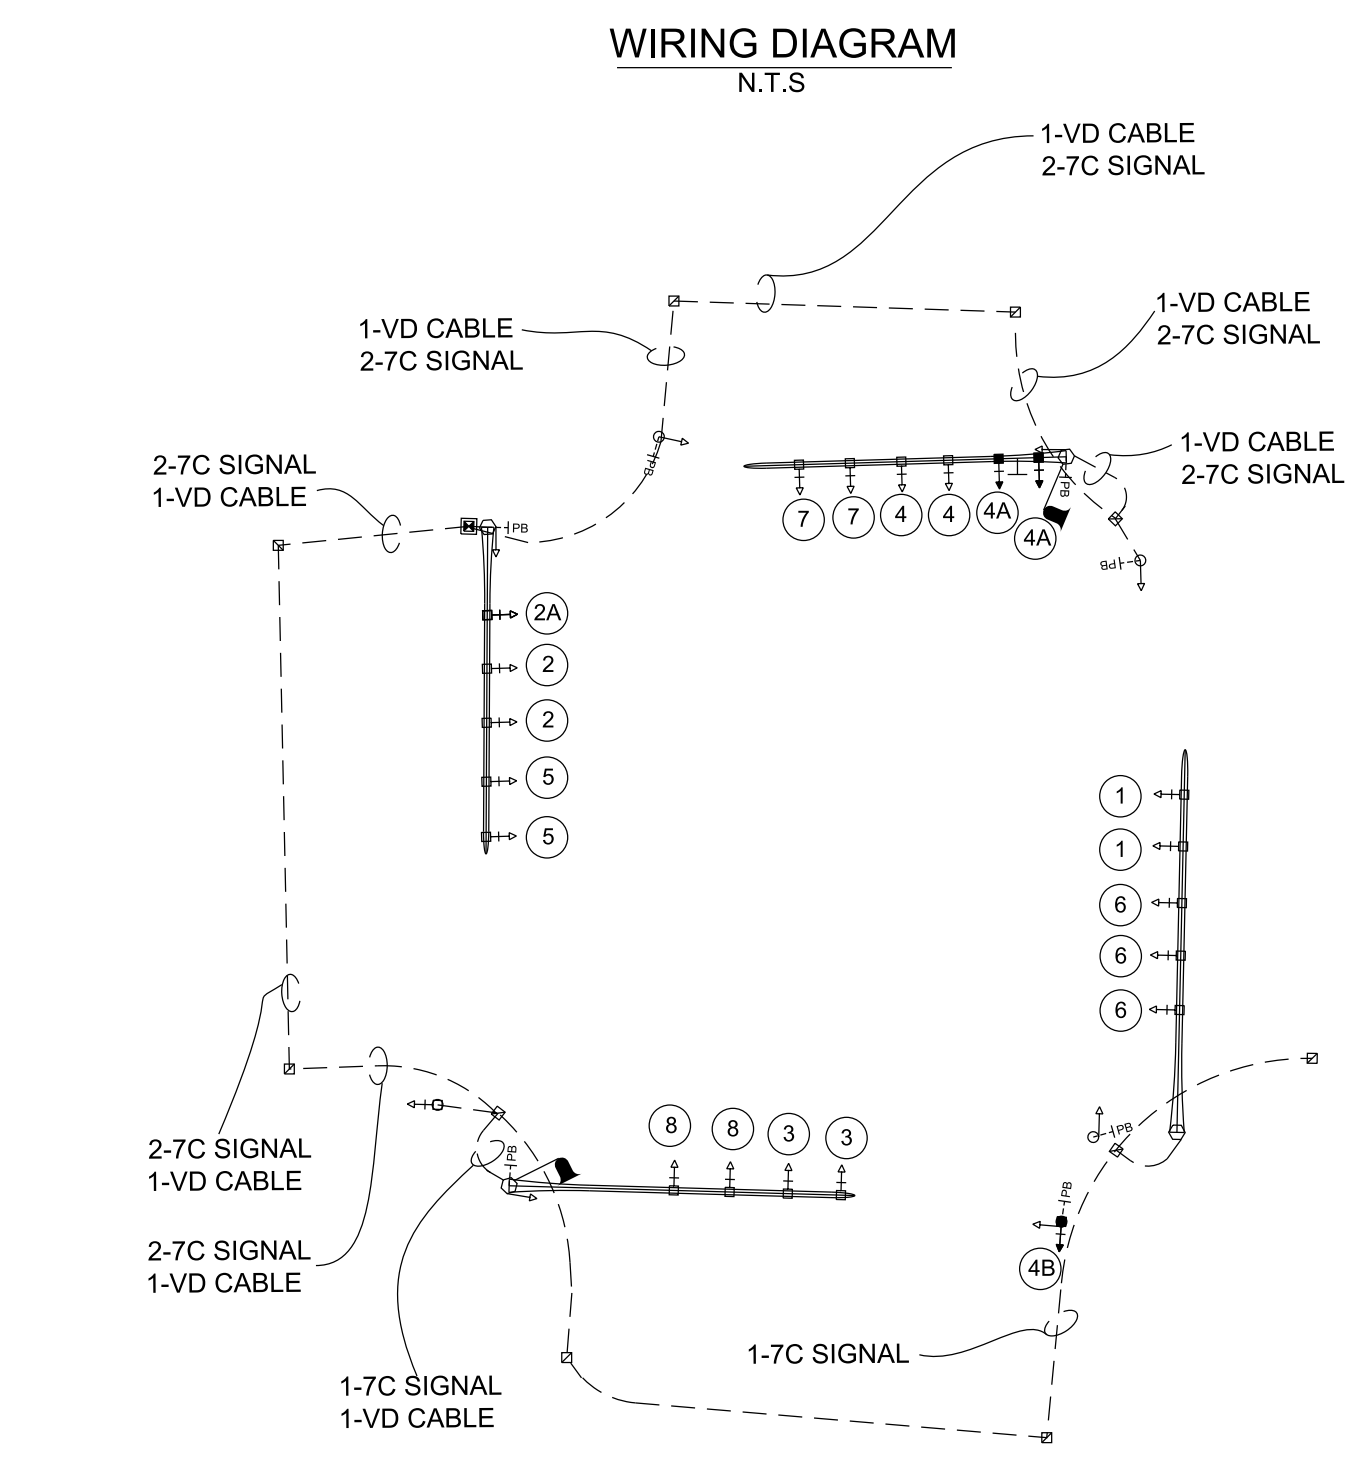 WIRING DIAGRAM
N.T.S
1-VD CABLE
2-7C SIGNAL
1-VD CABLE
2-7C SIGNAL
1-VD CABLE
2-7C SIGNAL
1-VD CABLE
2-7C SIGNAL
2-7C SIGNAL
1-VD CABLE
PB
PB
PB
PB
7
7
4
4
4A
4A
2A
2
2
5
5
1
1
6
6
6
8
8
3
3
PB
PB
PB
4B
2-7C SIGNAL
1-VD CABLE
2-7C SIGNAL
1-VD CABLE
1-7C SIGNAL
1-7C SIGNAL
1-VD CABLE